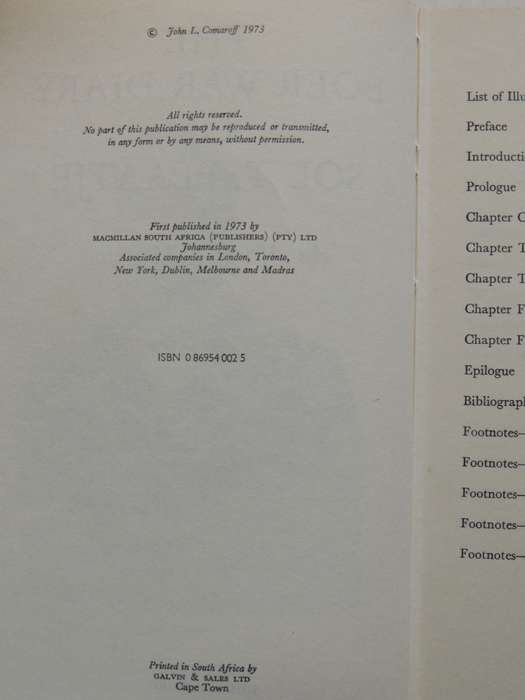 © John L. Comaroff 1973
All rights reserved.
No part of this publication may be reproduced or transmitted,
in any form or by any means, without permission.
First published in 1973 by
MACMILLAN SOUTH AFRICA (PUBLISHERS) (PTY) LTD
Johannesburg
Associated companies in London, Toronto,
New York, Dublin, Melbourne and Madras
ISBN 0 86954 002 5
Printed in South Africa by
GALVIN & SALES LTD
Cape Town
List of Illu
Preface
Introducti
Prologue
Chapter O
Chapter T
Chapter T
Chapter F
Chapter F
Epilogue
Bibliograp
Footnotes—
Footnotes—
Footnotes—
Footnotes—
Footnotes—